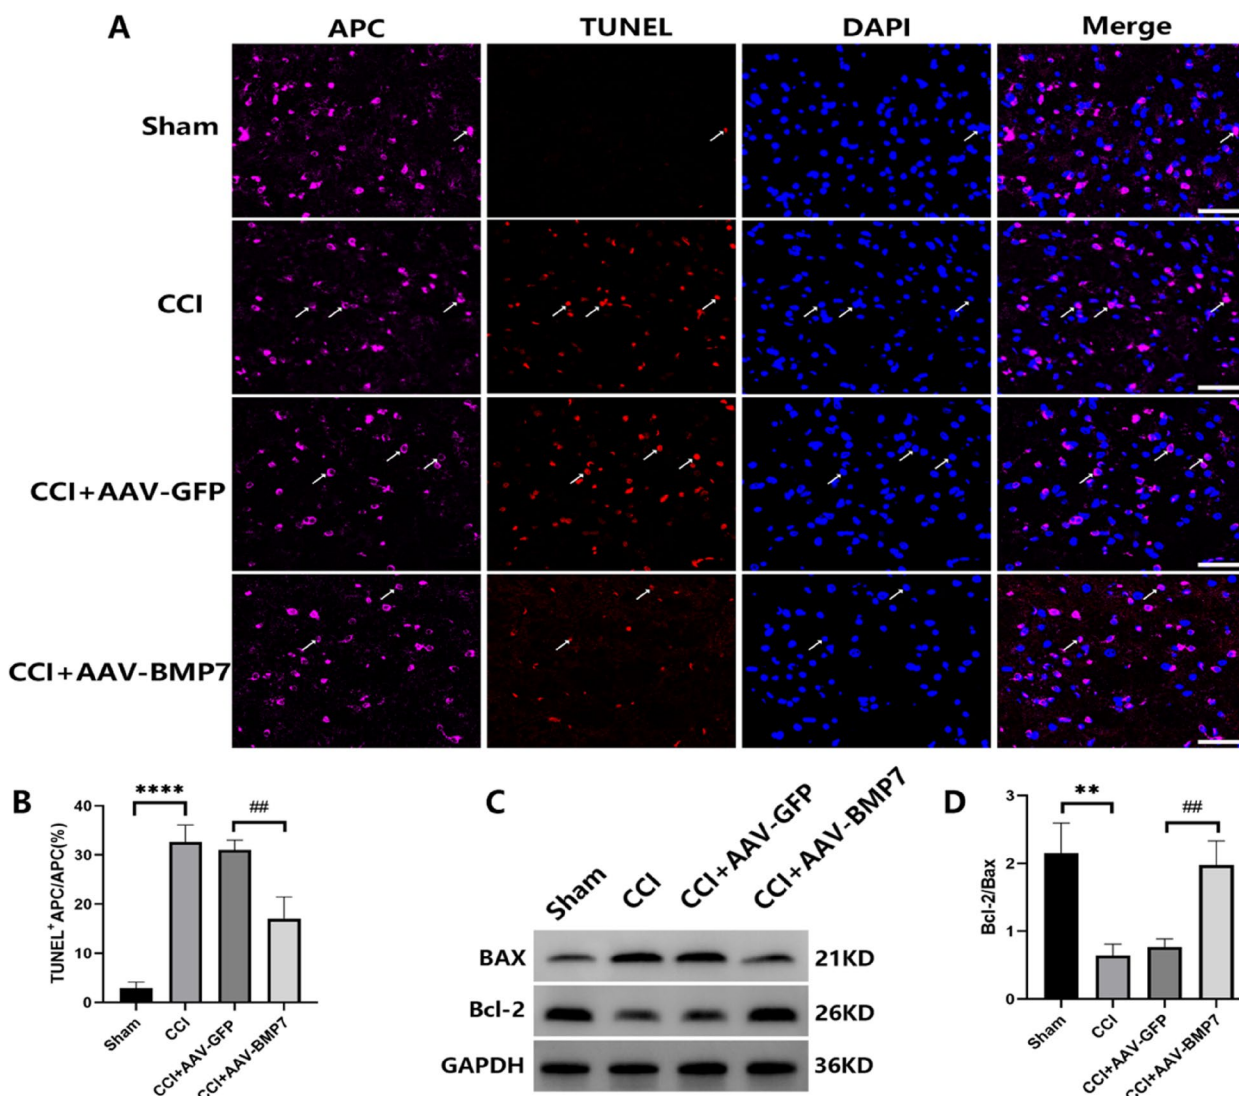 A
APC
TUNEL
DAPI
Merge
Sham
CCI
CCI+AAV-GFP
CCI+AAV-BMP7
B
TUNEL⁺APC/APC(%)
40
30
20
10
0
****
##
Sham
CCI
CCI+AAV-GFP
CCI+AAV-BMP7
C
Sham
CCI
CCI+AAV-GFP
CCI+AAV-BMP7
BAX 21KD
Bcl-2 26KD
GAPDH 36KD
D
Bcl-2/Bax
3
2
1
0
**
##
Sham
CCI
CCI+AAV-GFP
CCI+AAV-BMP7